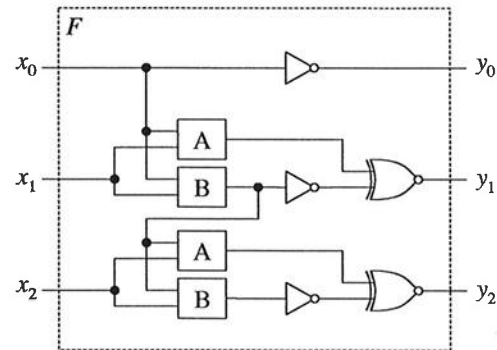 F
x₀ y₀
A
x₁ B y₁
A
x₂ B y₂